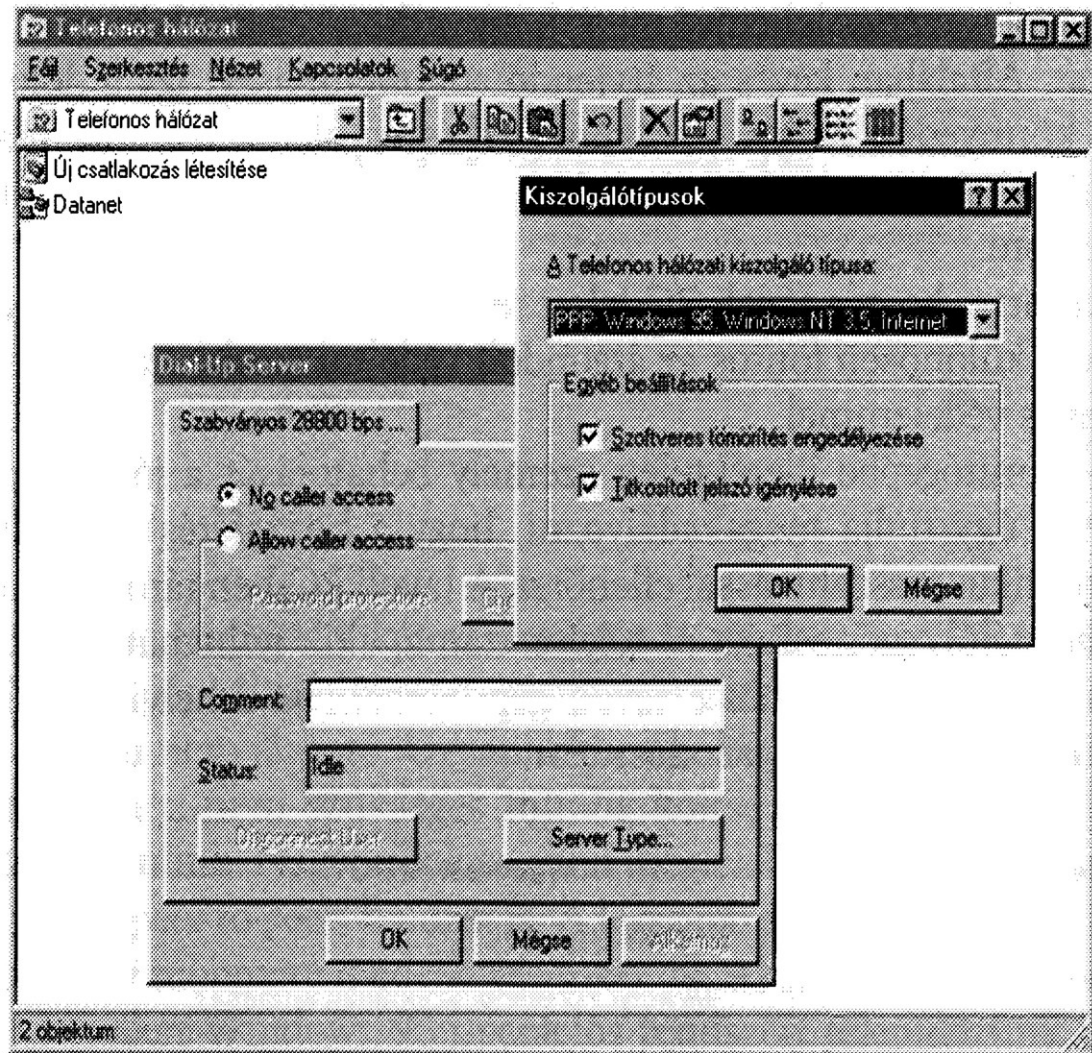 Telefonos hálózat
Fájl Szerkesztés Nézet Kapcsolatok Súgó
Telefonos hálózat
Új csatlakozás létesítése
Datanet
Kiszolgálótípusok
A Telefonos hálózati kiszolgáló típusa:
PPP: Windows 95, Windows NT 3.5, Internet
Egyéb beállítások
Szoftveres tömörítés engedélyezése
Titkosított jelszó igénylése
OK Mégse
Dial-Up Server
Szabványos 28800 bps ...
No caller access
Allow caller access
Password protection:
Comment:
Status: Idle
Disconnect User Server Type...
OK Mégse Alkalmaz
2 objektum